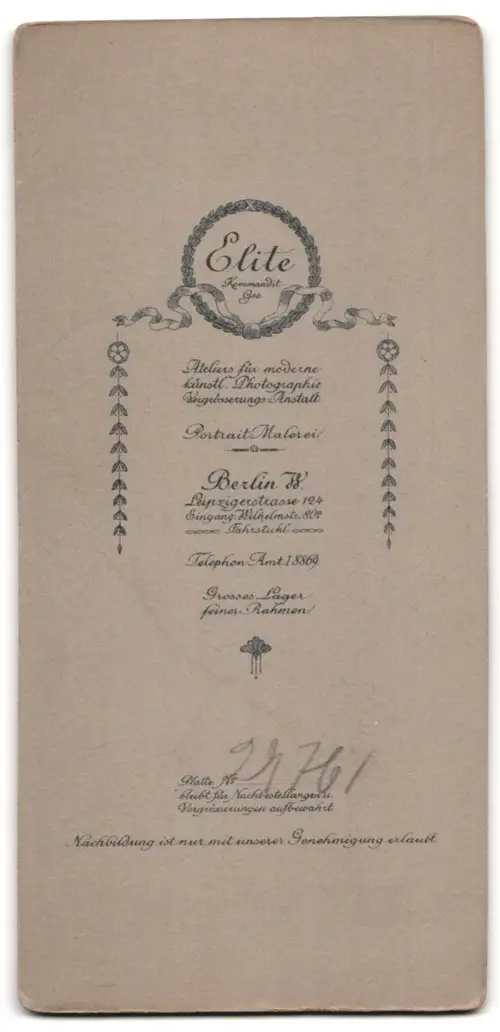 Elite
Kommandit
Ges.
Ateliers für moderne
künstl. Photographie
Vergrösserungs Anstalt
Portrait Malerei
Berlin W.
Leipzigerstrasse 124
Eingang: Wilhelmstr. 80a
Fahrstuhl
Telephon Amt I 8869
Grosses Lager
feiner Rahmen
Platte No
bleibt für Nachbestellungen u.
Vergrösserungen aufbewahrt.
Nachbildung ist nur mit unserer Genehmigung erlaubt.